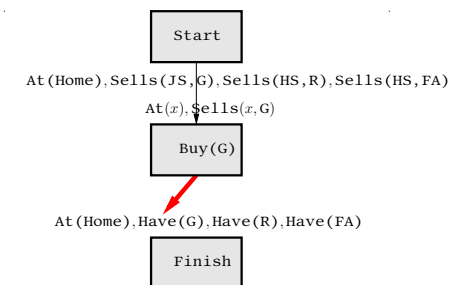 Start
At(Home),Sells(JS,G),Sells(HS,R),Sells(HS,FA)
At(x),Sells(x,G)
Buy(G)
At(Home),Have(G),Have(R),Have(FA)
Finish